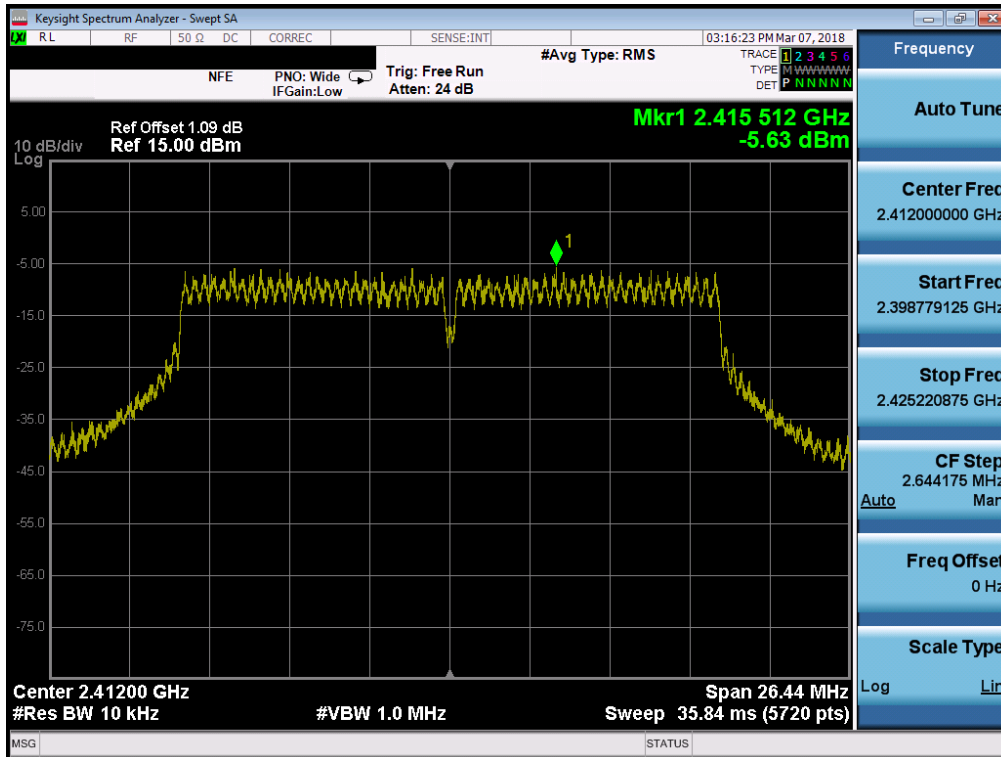 Keysight Spectrum Analyzer - Swept SA
LXI RL RF 50 Ω DC CORREC SENSE:INT 03:16:23 PM Mar 07, 2018
#Avg Type: RMS TRACE 1 2 3 4 5 6
NFE PNO: Wide Trig: Free Run TYPE M W W W W W
IFGain:Low Atten: 24 dB DET P N N N N N
Mkr1 2.415 512 GHz
-5.63 dBm
Ref Offset 1.09 dB
10 dB/div Ref 15.00 dBm
Log
5.00
-5.00
-15.0
-25.0
-35.0
-45.0
-55.0
-65.0
-75.0
1
Center 2.41200 GHz Span 26.44 MHz
#Res BW 10 kHz #VBW 1.0 MHz Sweep 35.84 ms (5720 pts)
MSG STATUS
Frequency
Auto Tune
Center Freq
2.412000000 GHz
Start Freq
2.398779125 GHz
Stop Freq
2.425220875 GHz
CF Step
2.644175 MHz
Auto Man
Freq Offset
0 Hz
Scale Type
Log Lin